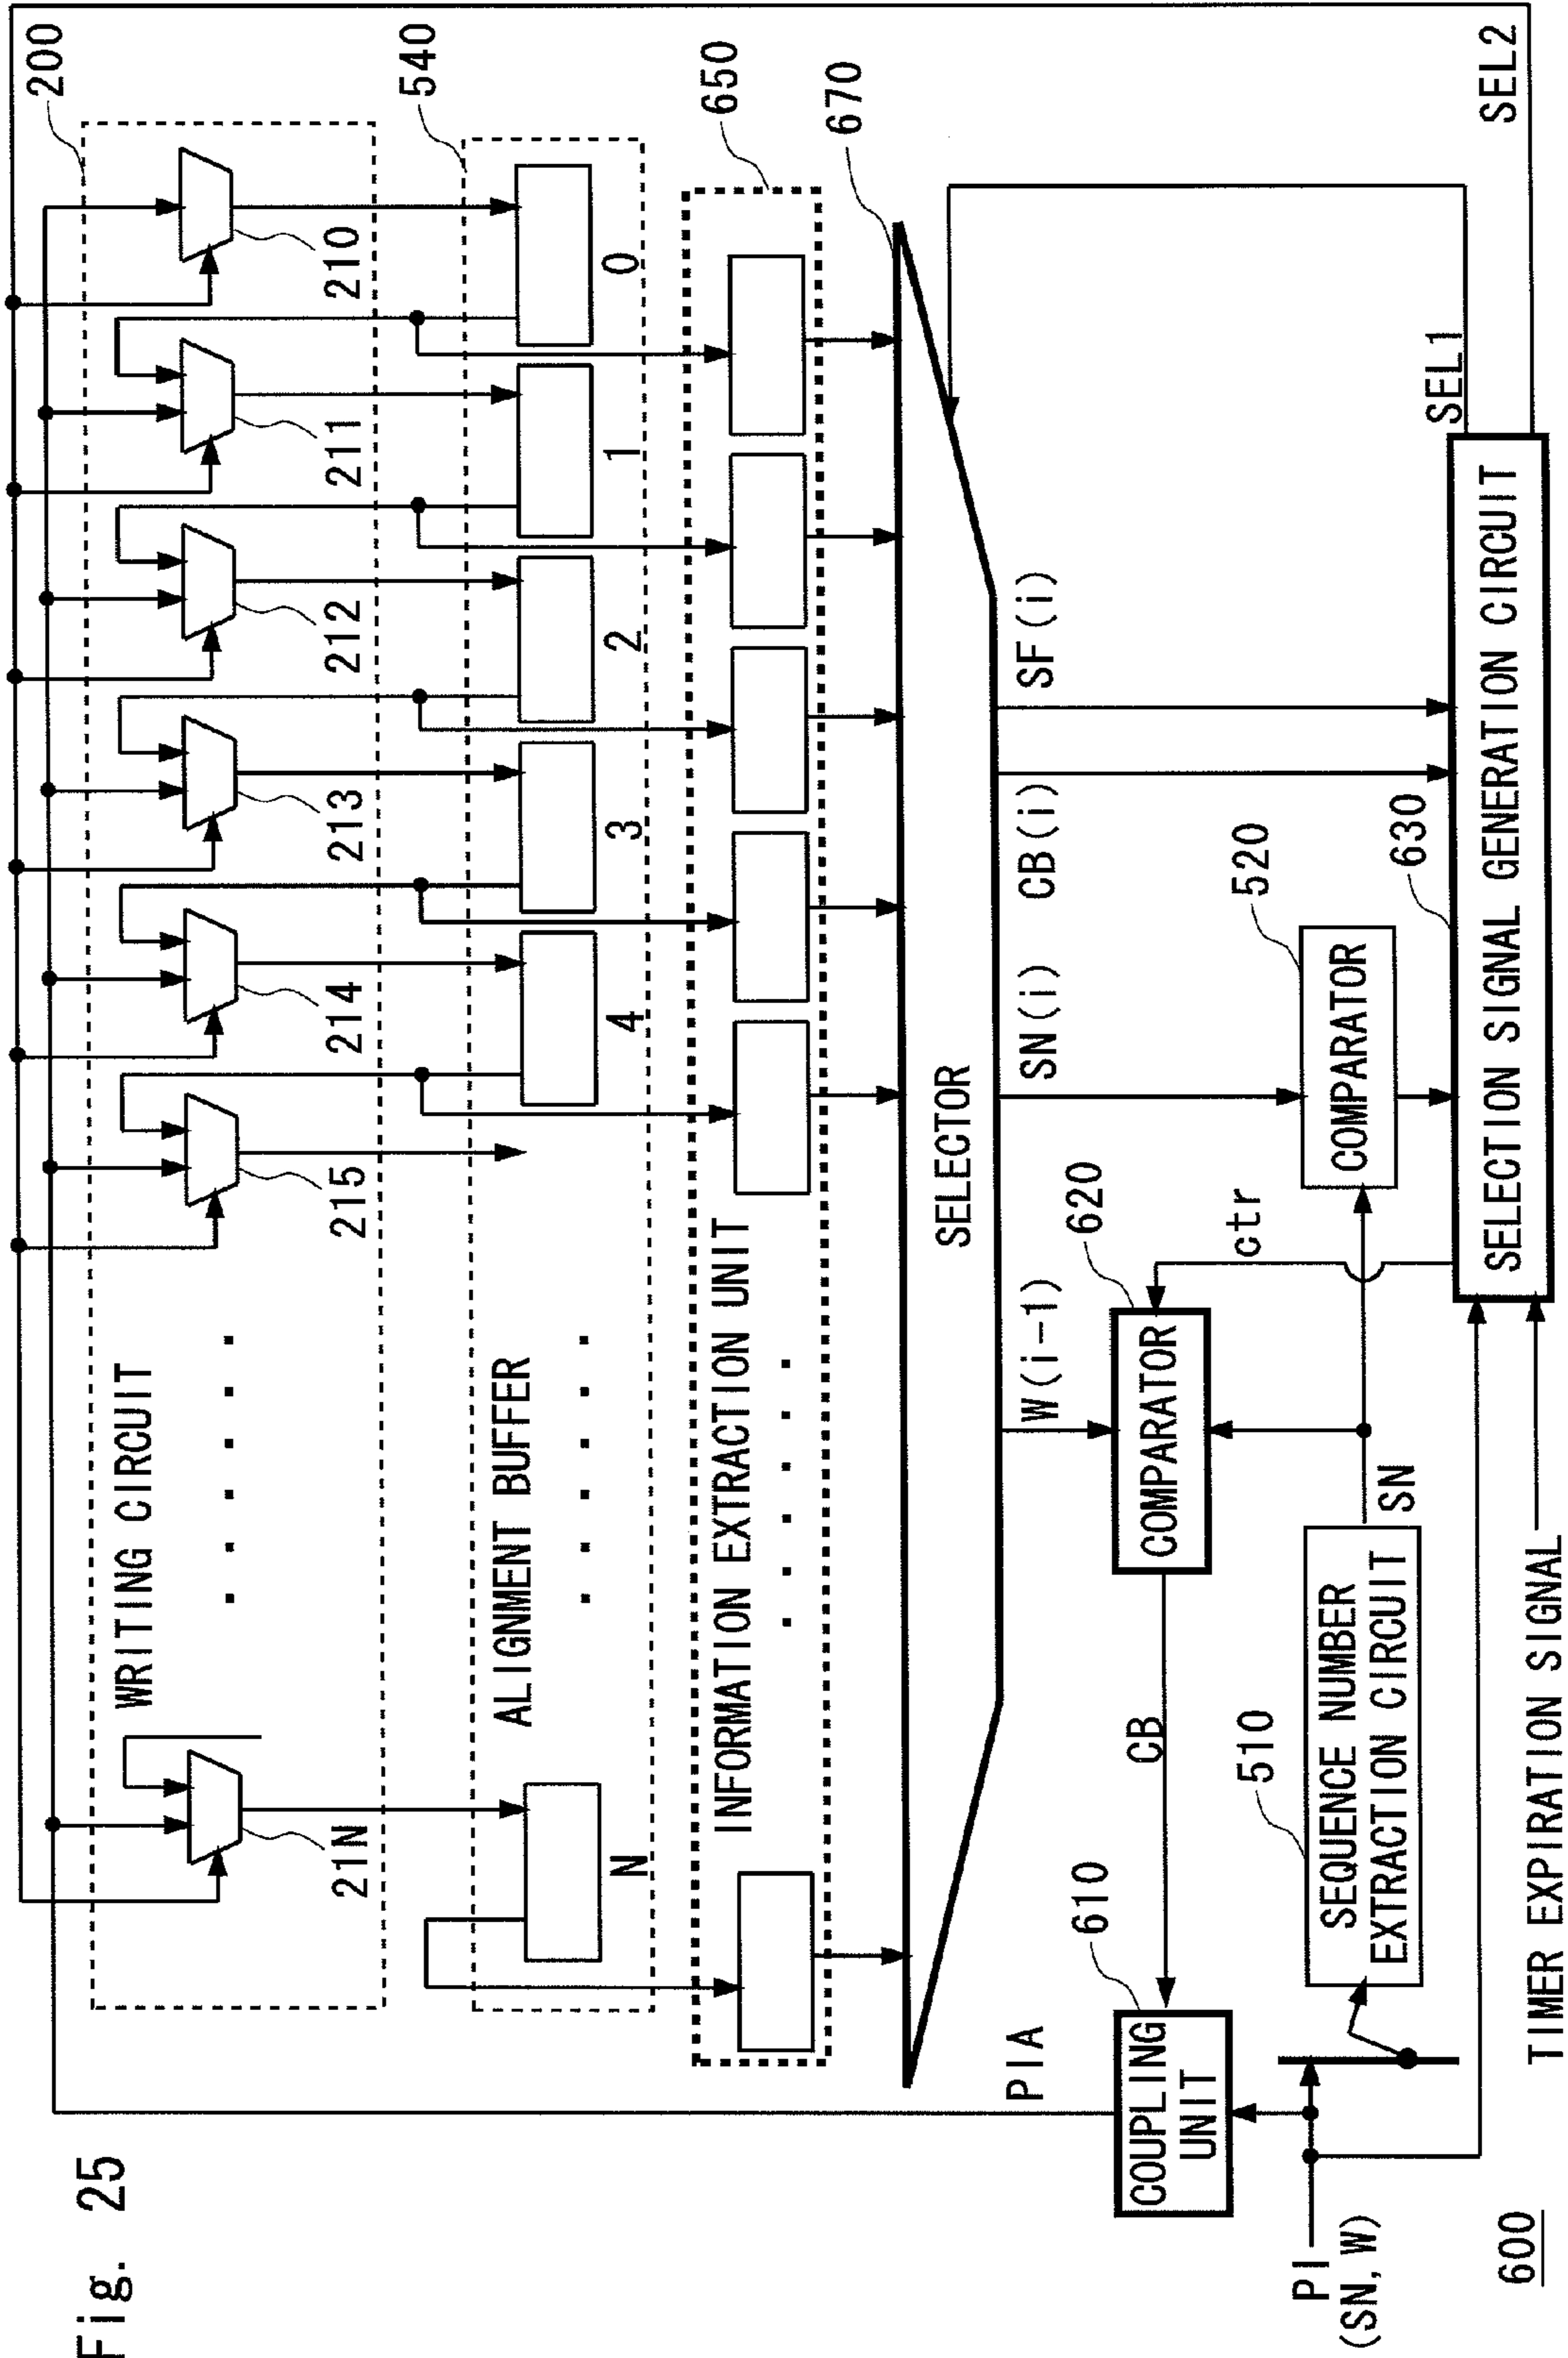 Fig. 25
WRITING CIRCUIT
200
21N
215
214
213
212
211
210
ALIGNMENT BUFFER
540
N
4
3
2
1
0
INFORMATION EXTRACTION UNIT
650
SELECTOR
670
PIA
W(i-1)
SN(i)
CB(i)
SF(i)
610
COUPLING
UNIT
CB
620
COMPARATOR
ctr
520
COMPARATOR
510
SEQUENCE NUMBER
EXTRACTION CIRCUIT
SN
PI
(SN, W)
630
SELECTION SIGNAL GENERATION CIRCUIT
SEL1
SEL2
TIMER EXPIRATION SIGNAL
600